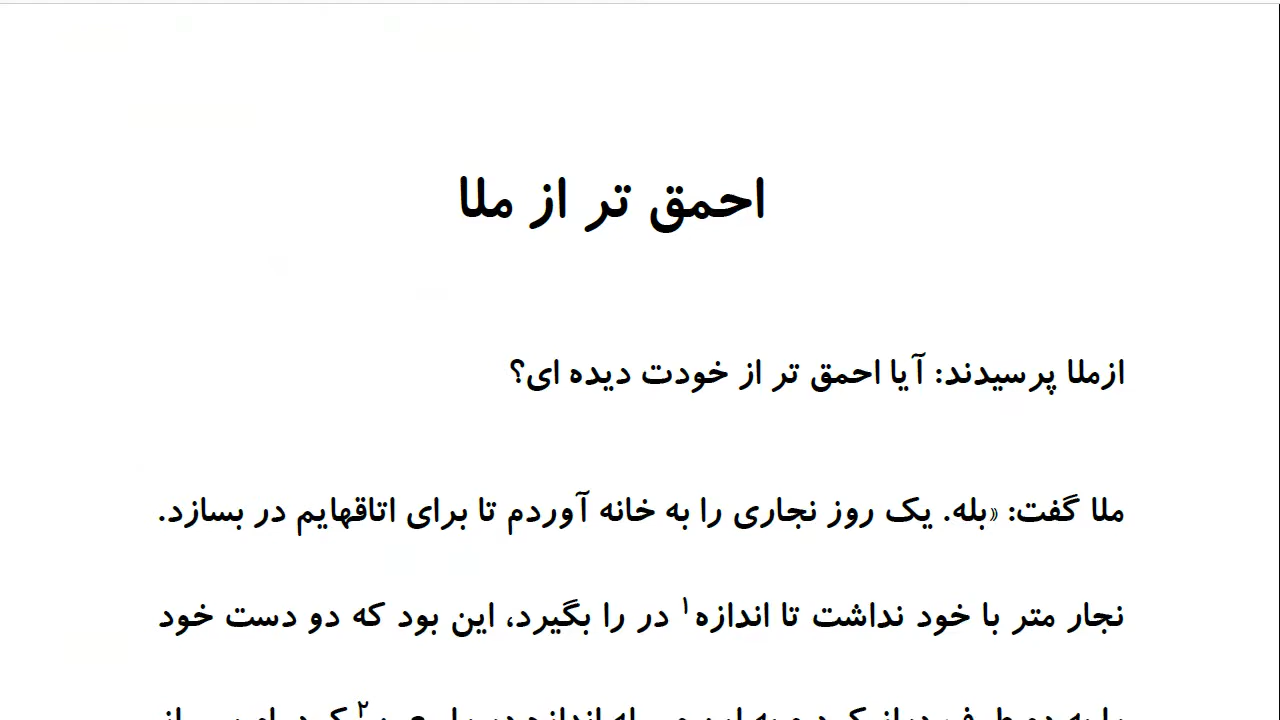 احمق تر از ملا
ازملا پرسیدند: آیا احمق تر از خودت دیده ای؟
ملا گفت: «بله. یک روز نجاری را به خانه آوردم تا برای اتاقهایم در بسازد.
نجار متر با خود نداشت تا اندازه۱ در را بگیرد، این بود که دو دست خود